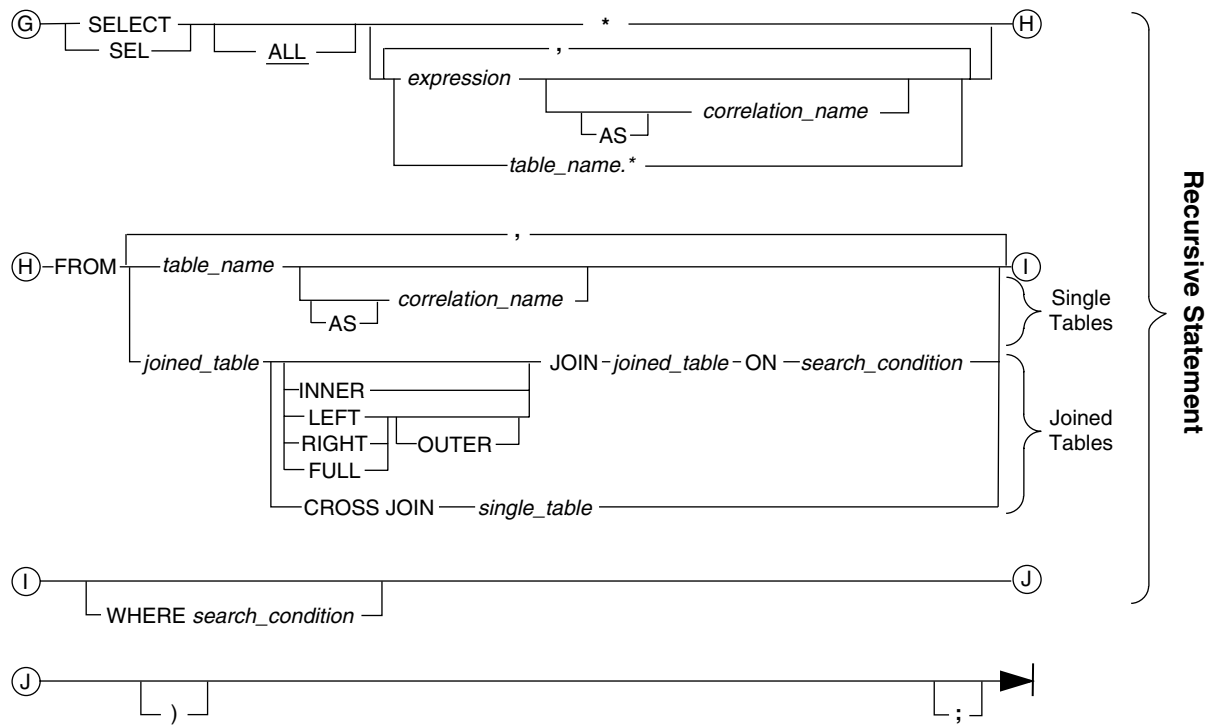 G SELECT * H
SEL ALL ,
expression
correlation_name
AS
table_name.*
,
H FROM table_name I
correlation_name
AS
Single
Tables
joined_table JOIN joined_table ON search_condition
INNER
LEFT
RIGHT OUTER
FULL
Joined
Tables
CROSS JOIN single_table
I J
WHERE search_condition
J
) ;
Recursive Statement